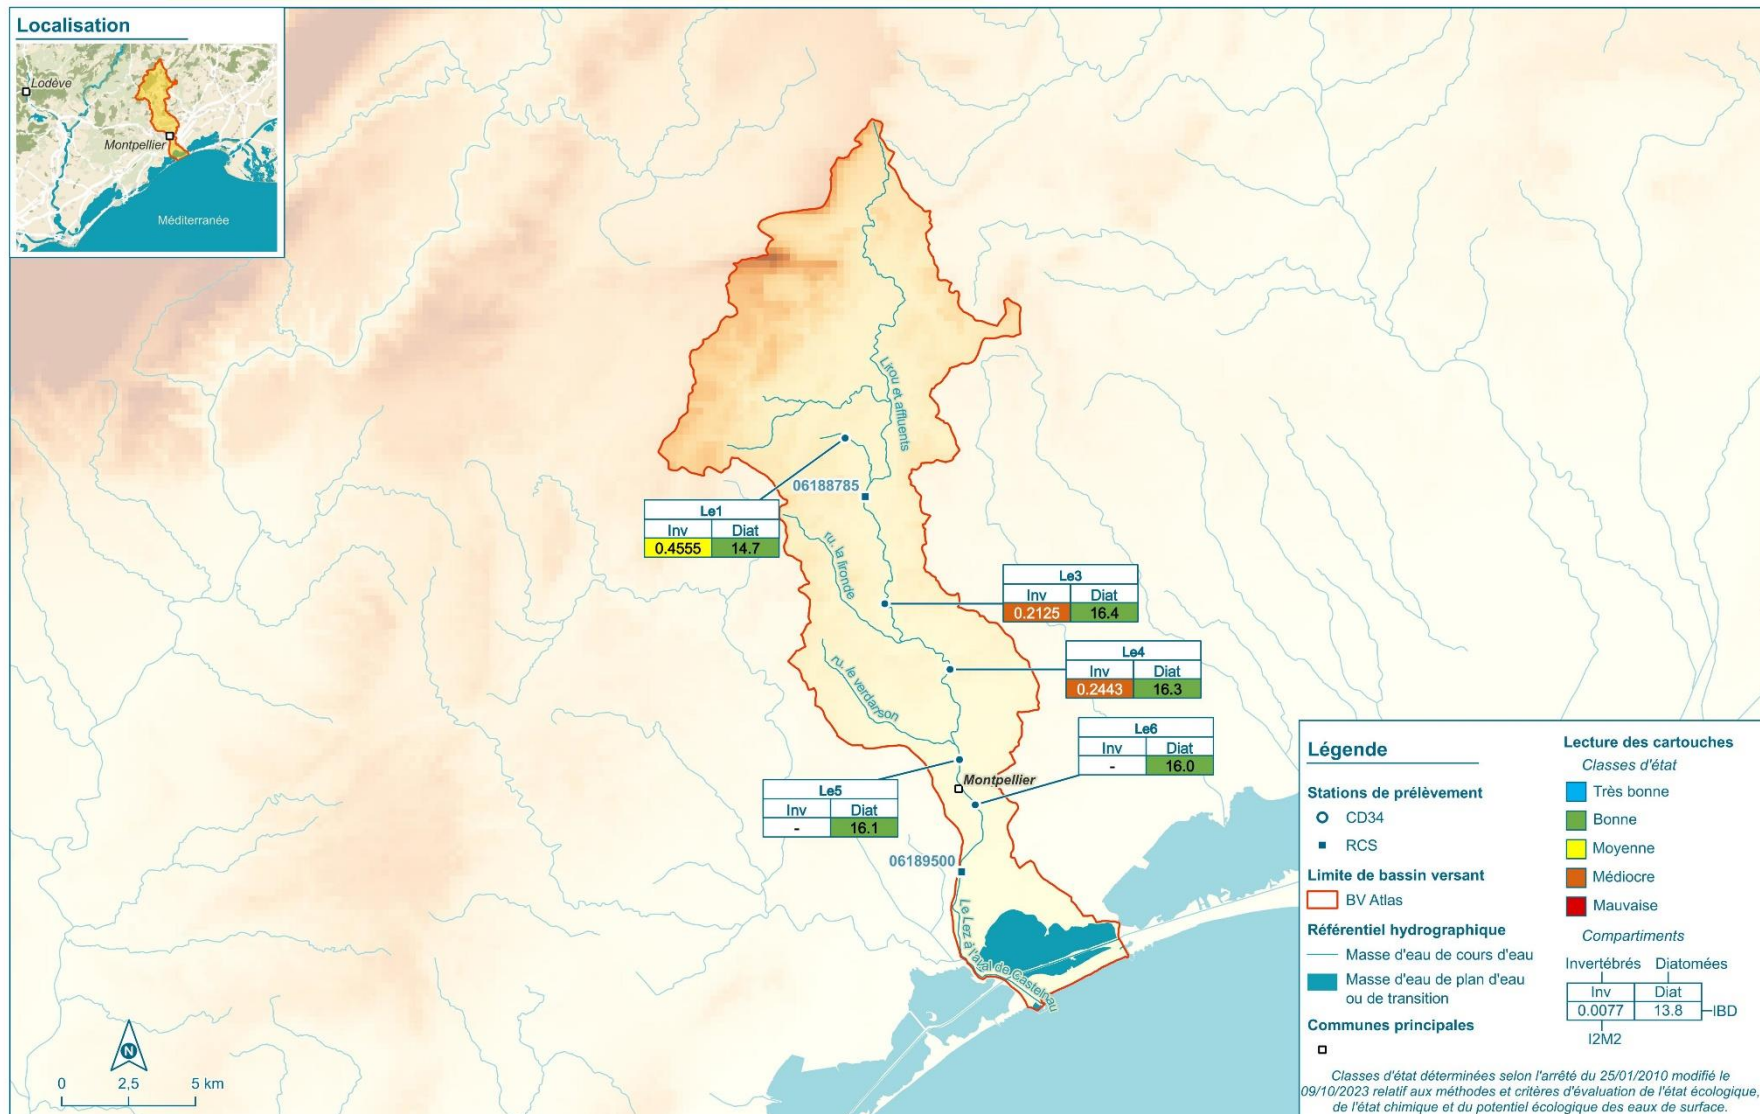 Localisation
Lodève
Montpellier
Méditerranée
Lirou et affluents
06188785
Le1
Inv Diat
0.4555 14.7
ru. la lironde
Le3
Inv Diat
0.2125 16.4
Le4
Inv Diat
0.2443 16.3
ru. le verdanson
Le6
Inv Diat
- 16.0
Montpellier
Le5
Inv Diat
- 16.1
06189500
Le Lez à l'aval de Castelnau
N
0 2,5 5 km
Légende
Stations de prélèvement
CD34
RCS
Limite de bassin versant
BV Atlas
Référentiel hydrographique
Masse d'eau de cours d'eau
Masse d'eau de plan d'eau
ou de transition
Communes principales
Lecture des cartouches
Classes d'état
Très bonne
Bonne
Moyenne
Médiocre
Mauvaise
Compartiments
Invertébrés Diatomées
Inv Diat
0.0077 13.8 IBD
I2M2
Classes d'état déterminées selon l'arrêté du 25/01/2010 modifié le
09/10/2023 relatif aux méthodes et critères d'évaluation de l'état écologique,
de l'état chimique et du potentiel écologique des eaux de surface.